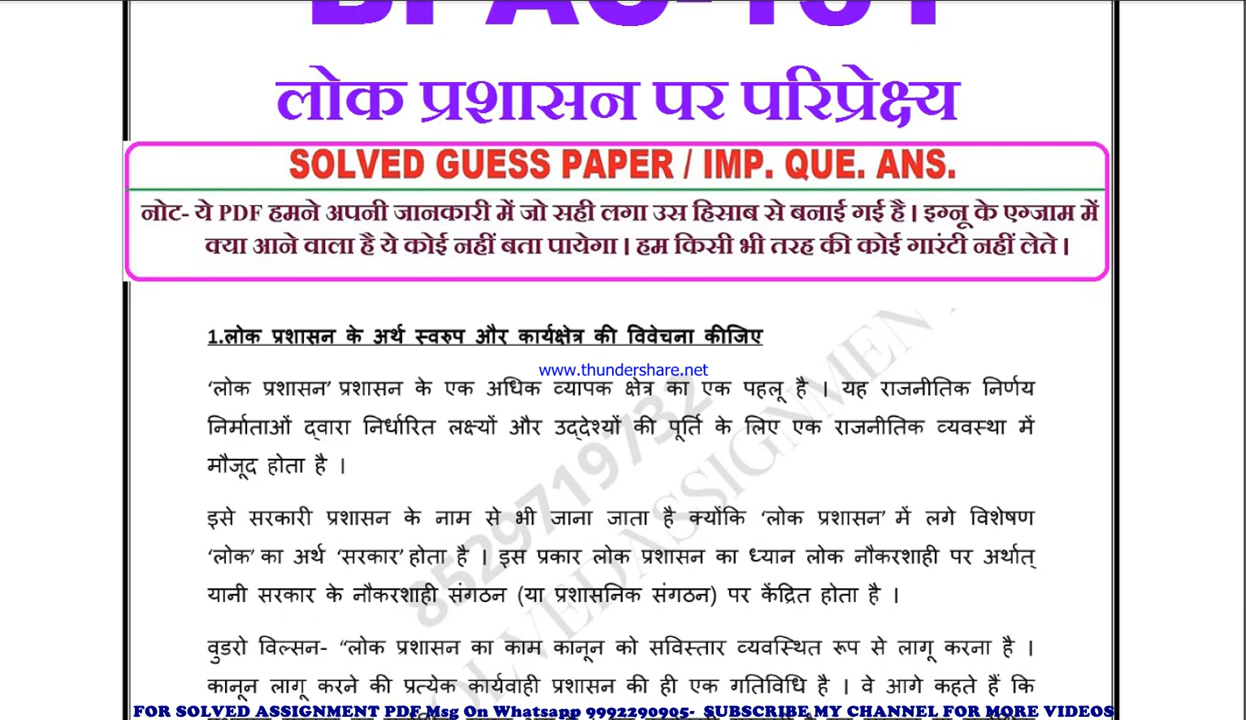 लोक प्रशासन पर परिप्रेक्ष्य
SOLVED GUESS PAPER / IMP. QUE. ANS.
नोट- ये PDF हमने अपनी जानकारी में जो सही लगा उस हिसाब से बनाई गई है। इग्नू के एग्जाम में
क्या आने वाला है ये कोई नहीं बता पायेगा। हम किसी भी तरह की कोई गारंटी नहीं लेते।
1.लोक प्रशासन के अर्थ स्वरुप और कार्यक्षेत्र की विवेचना कीजिए
www.thundershare.net
'लोक प्रशासन' प्रशासन के एक अधिक व्यापक क्षेत्र का एक पहलू है । यह राजनीतिक निर्णय
निर्माताओं द्वारा निर्धारित लक्ष्यों और उद्देश्यों की पूर्ति के लिए एक राजनीतिक व्यवस्था में
मौजूद होता है ।
इसे सरकारी प्रशासन के नाम से भी जाना जाता है क्योंकि 'लोक प्रशासन' में लगे विशेषण
'लोक' का अर्थ 'सरकार' होता है । इस प्रकार लोक प्रशासन का ध्यान लोक नौकरशाही पर अर्थात्
यानी सरकार के नौकरशाही संगठन (या प्रशासनिक संगठन) पर केंद्रित होता है ।
वुडरो विल्सन- “लोक प्रशासन का काम कानून को सविस्तार व्यवस्थित रूप से लागू करना है ।
कानून लागू करने की प्रत्येक कार्यवाही प्रशासन की ही एक गतिविधि है । वे आगे कहते हैं कि
8529719732
SOLVED ASSIGNMENT
FOR SOLVED ASSIGNMENT PDF Msg On Whatsapp 9992290905- SUBSCRIBE MY CHANNEL FOR MORE VIDEOS